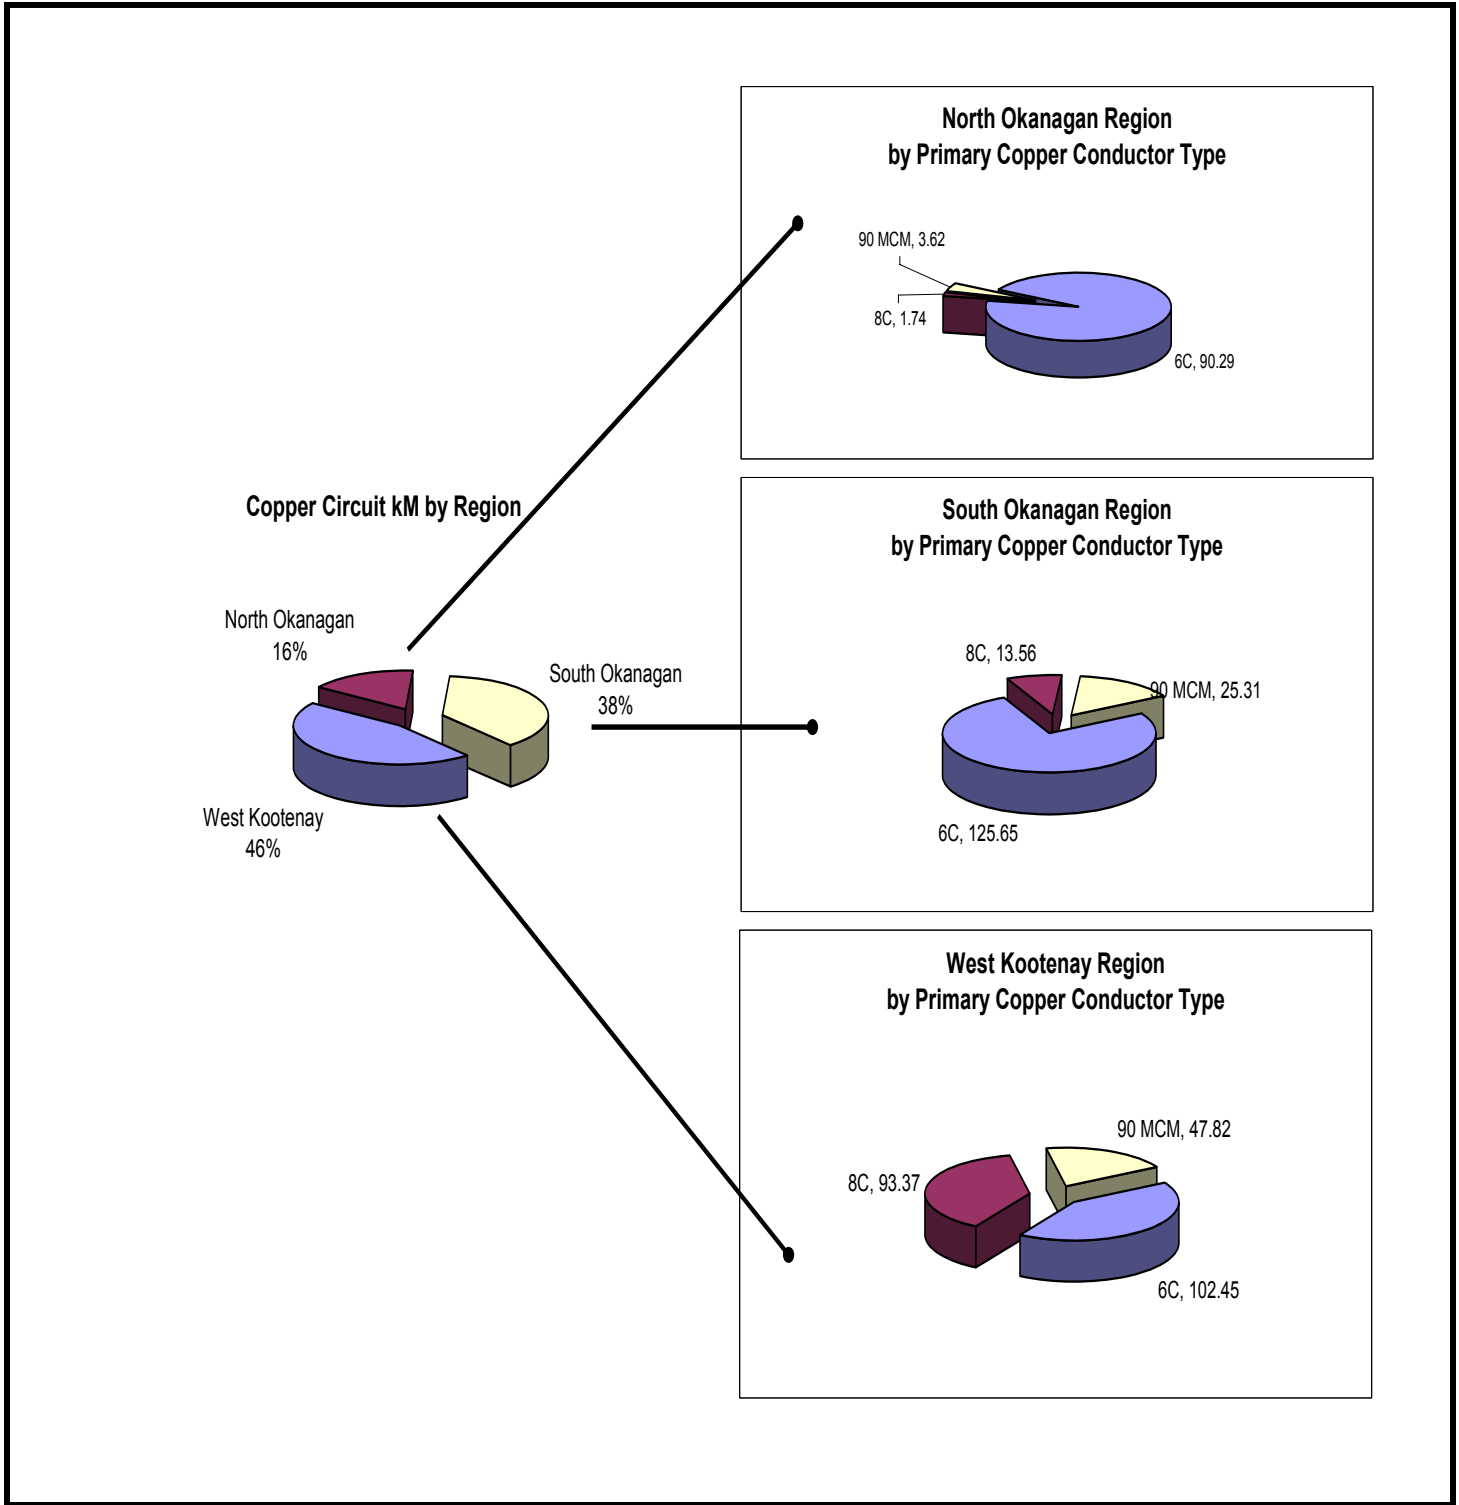 North Okanagan Region
by Primary Copper Conductor Type
90 MCM, 3.62
8C, 1.74
6C, 90.29
Copper Circuit kM by Region
North Okanagan
16%
South Okanagan
38%
West Kootenay
46%
South Okanagan Region
by Primary Copper Conductor Type
8C, 13.56
90 MCM, 25.31
6C, 125.65
West Kootenay Region
by Primary Copper Conductor Type
90 MCM, 47.82
8C, 93.37
6C, 102.45